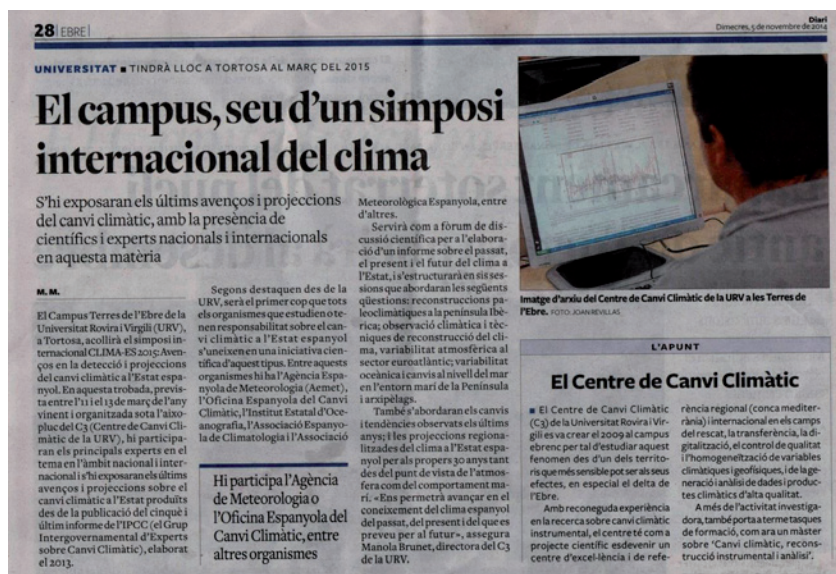 28 | EBRE |
Diari
Dimecres, 5 de novembre de 2014
UNIVERSITAT ■ TINDRÀ LLOC A TORTOSA AL MARÇ DEL 2015
El campus, seu d'un simposi
internacional del clima
S'hi exposaran els últims avenços i projeccions
del canvi climàtic, amb la presència de
científics i experts nacionals i internacionals
en aquesta matèria
M. M.
El Campus Terres de l'Ebre de la
Universitat Rovira i Virgili (URV),
a Tortosa, acollirà el simposi in-
ternacional CLIMA-ES 2015: Aven-
ços en la detecció i projeccions
del canvi climàtic a l'Estat espa-
nyol. En aquesta trobada, previs-
ta entre l'11 i el 13 de març de l'any
vinent i organitzada sota l'aixo-
pluc del C3 (Centre de Canvi Cli-
màtic de la URV), hi participa-
ran els principals experts en el
tema en l'àmbit nacional i inter-
nacional i s'hi exposaran els últims
avenços i projeccions sobre el
canvi climàtic a l'Estat produïts
des de la publicació del cinquè i
últim informe de l'IPCC (el Grup
Intergovernamental d'Experts
sobre Canvi Climàtic), elaborat
el 2013.
Segons destaquen des de la
URV, serà el primer cop que tots
els organismes que estudien o te-
nen responsabilitat sobre el can-
vi climàtic a l'Estat espanyol
s'uneixen en una iniciativa cien-
tífica d'aquest tipus. Entre aquests
organismes hi ha l'Agència Espa-
nyola de Meteorologia (Aemet),
l'Oficina Espanyola del Canvi
Climàtic, l'Institut Estatal d'Oce-
anografia, l'Associació Espanyo-
la de Climatologia i l'Associació
Hi participa l'Agència
de Meteorologia o
l'Oficina Espanyola del
Canvi Climàtic, entre
altres organismes
Meteorològica Espanyola, entre
d'altres.
Servirà com a fòrum de dis-
cussió científica per a l'elabora-
ció d'un informe sobre el passat,
el present i el futur del clima a
l'Estat, i s'estructurarà en sis ses-
sions que abordaran les següents
qüestions: reconstruccions pa-
leoclimàtiques a la península Ibè-
rica; observació climàtica i tèc-
niques de reconstrucció del cli-
ma, variabilitat atmosfèrica al
sector euroatlàntic; variabilitat
oceànica i canvis al nivell del mar
en l'entorn marí de la Península
i arxipèlags.
També s'abordaran els canvis
i tendències observats els últims
anys; i les projeccions regiona-
litzades del clima a l'Estat espa-
nyol per als propers 30 anys tant
des del punt de vista de l'atmos-
fera com del comportament ma-
rí. «Ens permetrà avançar en el
coneixement del clima espanyol
del passat, del present i del que es
preveu per al futur», assegura
Manola Brunet, directora del C3
de la URV.
Imatge d'arxiu del Centre de Canvi Climàtic de la URV a les Terres de
l'Ebre. FOTO: JOAN REVILLAS
L'APUNT
El Centre de Canvi Climàtic
■ El Centre de Canvi Climàtic
(C3) de la Universitat Rovira i Vir-
gili es va crear el 2009 al campus
ebrenc per tal d'estudiar aquest
fenomen des d'un dels territo-
ris que més sensible pot ser als seus
efectes, en especial el delta de
l'Ebre.
Amb reconeguda experiència
en la recerca sobre canvi climàtic
instrumental, el centre té com a
projecte científic esdevenir un
centre d'excel·lència i de refe-
rència regional (conca mediter-
rània) i internacional en els camps
del rescat, la transferència, la di-
gitalització, el control de qualitat
i l'homogeneïtzació de variables
climàtiques i geofísiques, i de la ge-
neració i anàlisi de dades i produc-
tes climàtics d'alta qualitat.
A més de l'activitat investiga-
dora, també porta a terme tasques
de formació, com ara un màster
sobre 'Canvi climàtic, recons-
trucció instrumental i anàlisi'.